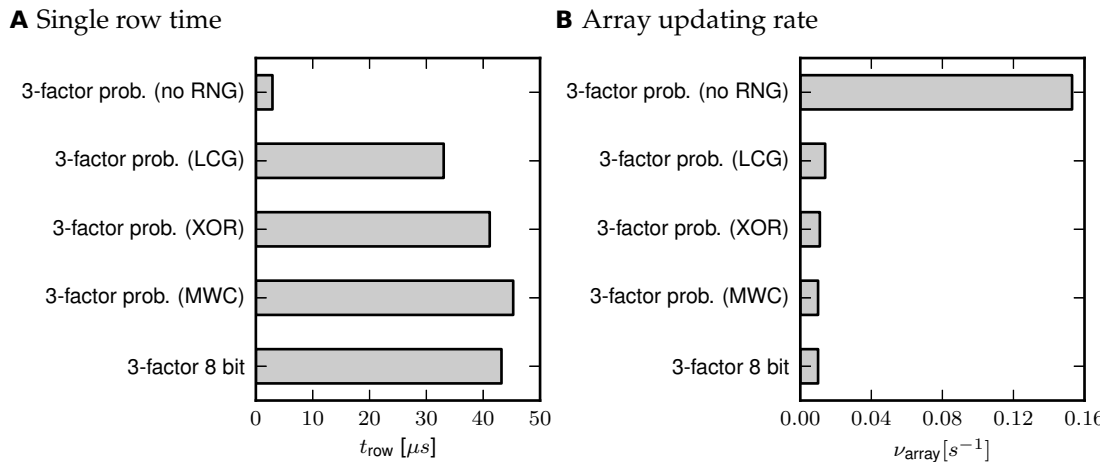 A Single row time
3-factor prob. (no RNG)
3-factor prob. (LCG)
3-factor prob. (XOR)
3-factor prob. (MWC)
3-factor 8 bit
0 10 20 30 40 50
t_row [μs]
B Array updating rate
3-factor prob. (no RNG)
3-factor prob. (LCG)
3-factor prob. (XOR)
3-factor prob. (MWC)
3-factor 8 bit
0.00 0.04 0.08 0.12 0.16
ν_array[s⁻¹]